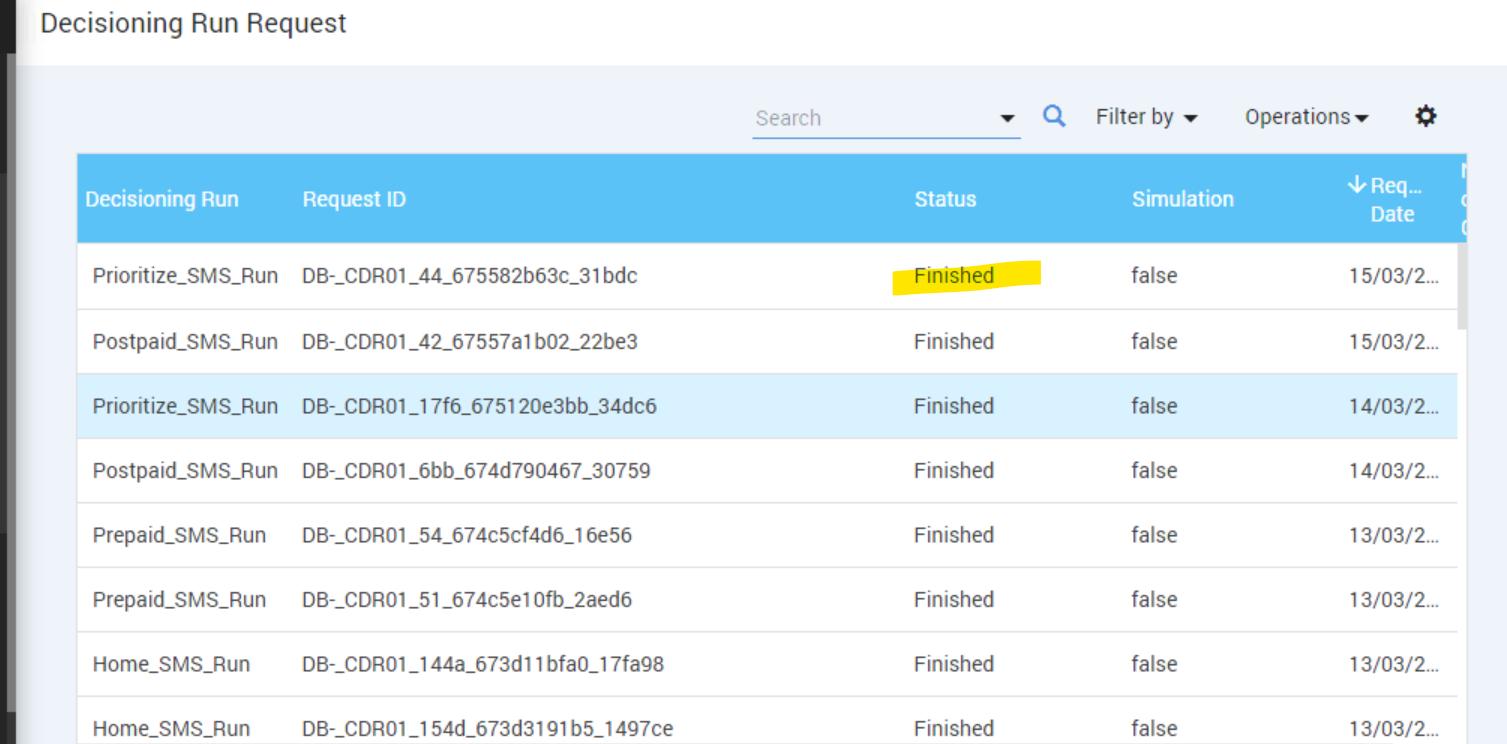 Decisioning Run Request
Search Filter by Operations
Decisioning Run Request ID Status Simulation Req...
Date
Prioritize_SMS_Run DB-_CDR01_44_675582b63c_31bdc Finished false 15/03/2...
Postpaid_SMS_Run DB-_CDR01_42_67557a1b02_22be3 Finished false 15/03/2...
Prioritize_SMS_Run DB-_CDR01_17f6_675120e3bb_34dc6 Finished false 14/03/2...
Postpaid_SMS_Run DB-_CDR01_6bb_674d790467_30759 Finished false 14/03/2...
Prepaid_SMS_Run DB-_CDR01_54_674c5cf4d6_16e56 Finished false 13/03/2...
Prepaid_SMS_Run DB-_CDR01_51_674c5e10fb_2aed6 Finished false 13/03/2...
Home_SMS_Run DB-_CDR01_144a_673d11bfa0_17fa98 Finished false 13/03/2...
Home_SMS_Run DB-_CDR01_154d_673d3191b5_1497ce Finished false 13/03/2...